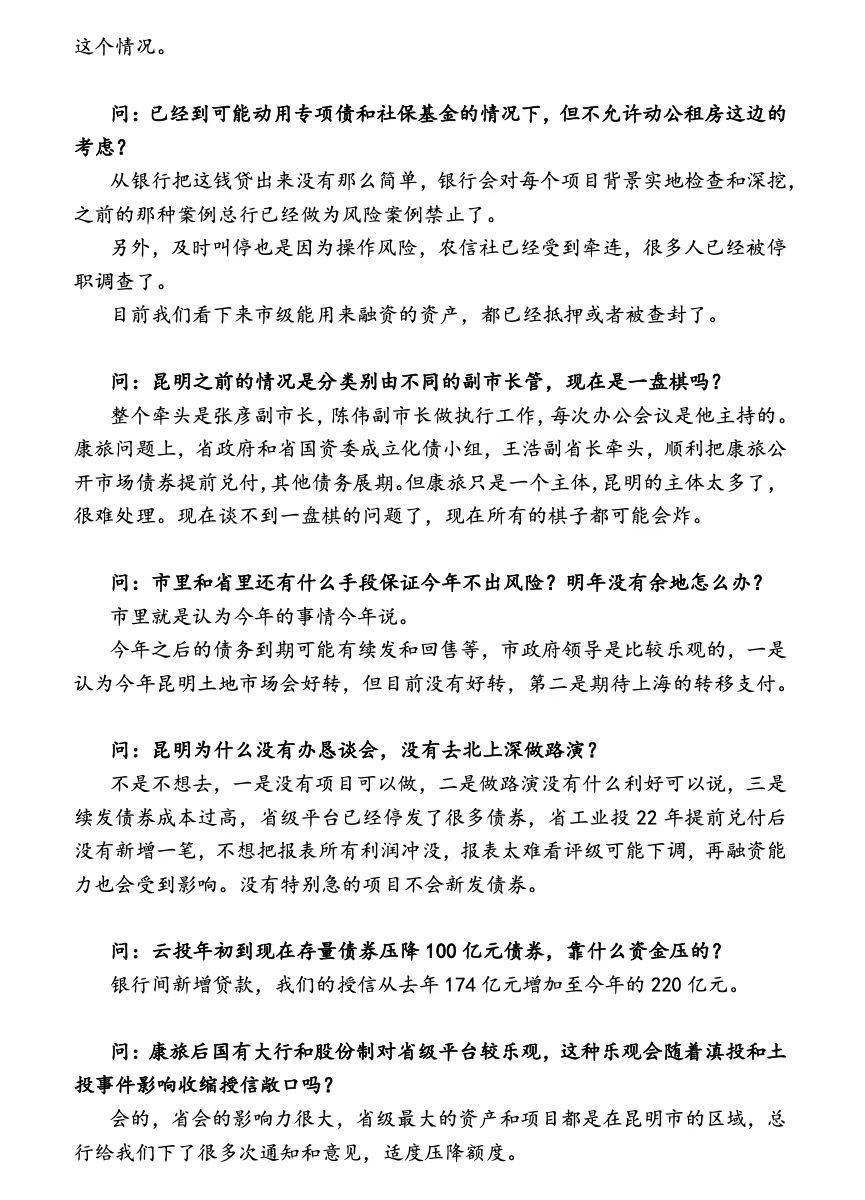 这个情况。
问：已经到可能动用专项债和社保基金的情况下，但不允许动公租房这边的
考虑？
从银行把这钱贷出来没有那么简单，银行会对每个项目背景实地检查和深挖，
之前的那种案例总行已经做为风险案例禁止了。
另外，及时叫停也是因为操作风险，农信社已经受到牵连，很多人已经被停
职调查了。
目前我们看下来市级能用来融资的资产，都已经抵押或者被查封了。
问：昆明之前的情况是分类别由不同的副市长管，现在是一盘棋吗？
整个牵头是张彦副市长，陈伟副市长做执行工作，每次办公会议是他主持的。
康旅问题上，省政府和省国资委成立化债小组，王浩副省长牵头，顺利把康旅公
开市场债券提前兑付，其他债务展期。但康旅只是一个主体，昆明的主体太多了，
很难处理。现在谈不到一盘棋的问题了，现在所有的棋子都可能会炸。
问：市里和省里还有什么手段保证今年不出风险？明年没有余地怎么办？
市里就是认为今年的事情今年说。
今年之后的债务到期可能有续发和回售等，市政府领导是比较乐观的，一是
认为今年昆明土地市场会好转，但目前没有好转，第二是期待上海的转移支付。
问：昆明为什么没有办恳谈会，没有去北上深做路演？
不是不想去，一是没有项目可以做，二是做路演没有什么利好可以说，三是
续发债券成本过高，省级平台已经停发了很多债券，省工业投 22 年提前兑付后
没有新增一笔，不想把报表所有利润冲没，报表太难看评级可能下调，再融资能
力也会受到影响。没有特别急的项目不会新发债券。
问：云投年初到现在存量债券压降 100 亿元债券，靠什么资金压的？
银行间新增贷款，我们的授信从去年 174 亿元增加至今年的 220 亿元。
问：康旅后国有大行和股份制对省级平台较乐观，这种乐观会随着滇投和土
投事件影响收缩授信敞口吗？
会的，省会的影响力很大，省级最大的资产和项目都是在昆明市的区域，总
行给我们下了很多次通知和意见，适度压降额度。